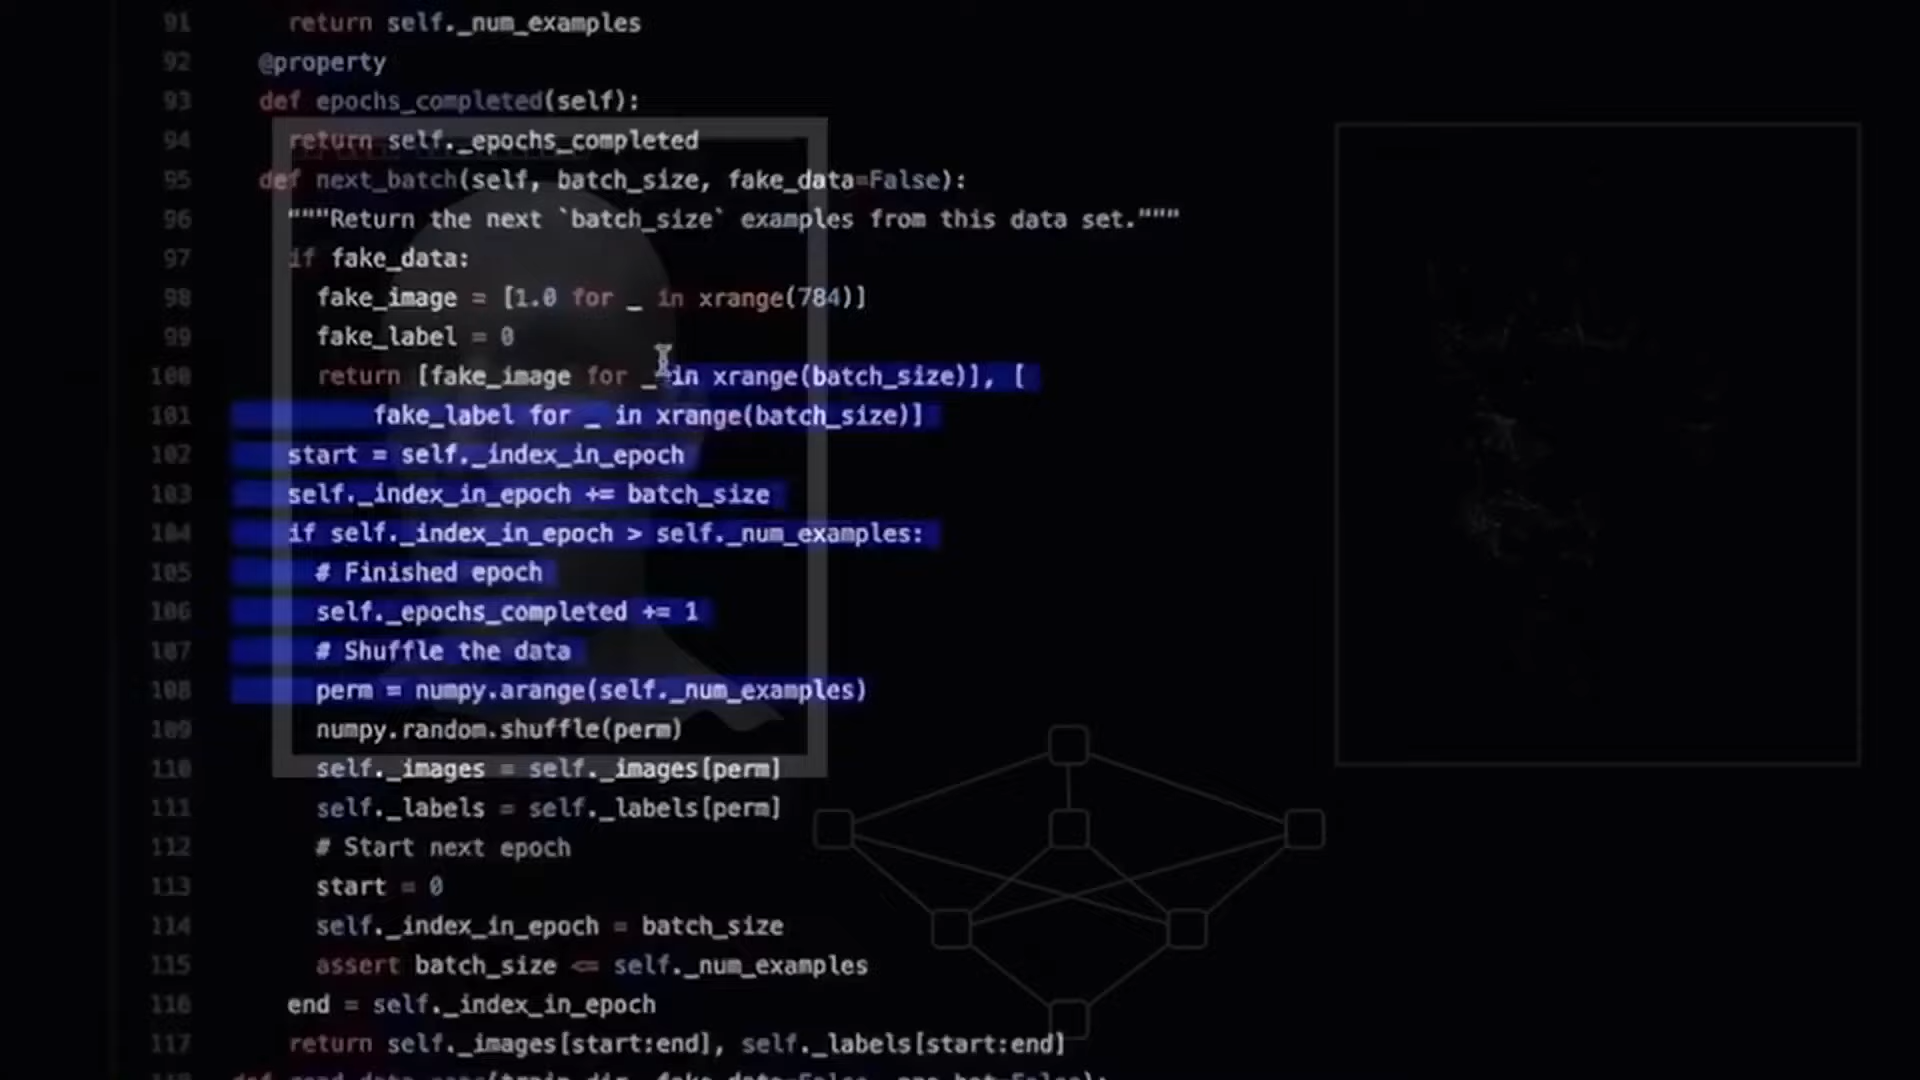 91 return self._num_examples
92 @property
93 def epochs_completed(self):
94 return self._epochs_completed
95 def next_batch(self, batch_size, fake_data=False):
96 """Return the next `batch_size` examples from this data set."""
97 if fake_data:
98 fake_image = [1.0 for _ in xrange(784)]
99 fake_label = 0
100 return [fake_image for _ in xrange(batch_size)], [
101 fake_label for _ in xrange(batch_size)]
102 start = self._index_in_epoch
103 self._index_in_epoch += batch_size
104 if self._index_in_epoch > self._num_examples:
105 # Finished epoch
106 self._epochs_completed += 1
107 # Shuffle the data
108 perm = numpy.arange(self._num_examples)
109 numpy.random.shuffle(perm)
110 self._images = self._images[perm]
111 self._labels = self._labels[perm]
112 # Start next epoch
113 start = 0
114 self._index_in_epoch = batch_size
115 assert batch_size <= self._num_examples
116 end = self._index_in_epoch
117 return self._images[start:end], self._labels[start:end]